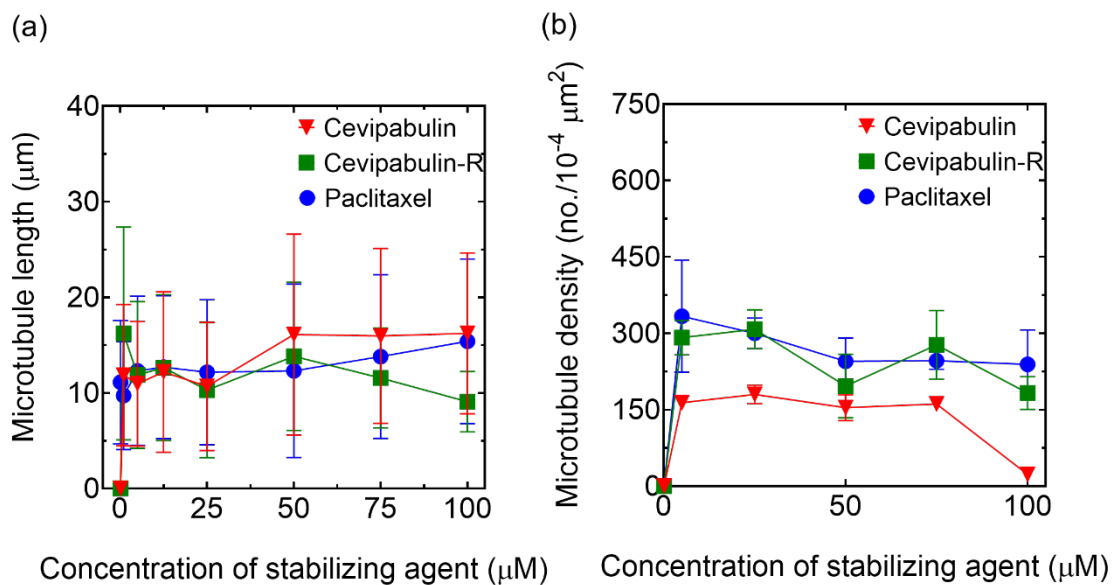 (a)
Microtubule length (μm)
40
30
20
10
0
Cevipabulin
Cevipabulin-R
Paclitaxel
0 25 50 75 100
Concentration of stabilizing agent (μM)
(b)
Microtubule density (no./10⁻⁴ μm²)
750
600
450
300
150
0
Cevipabulin
Cevipabulin-R
Paclitaxel
0 50 100
Concentration of stabilizing agent (μM)